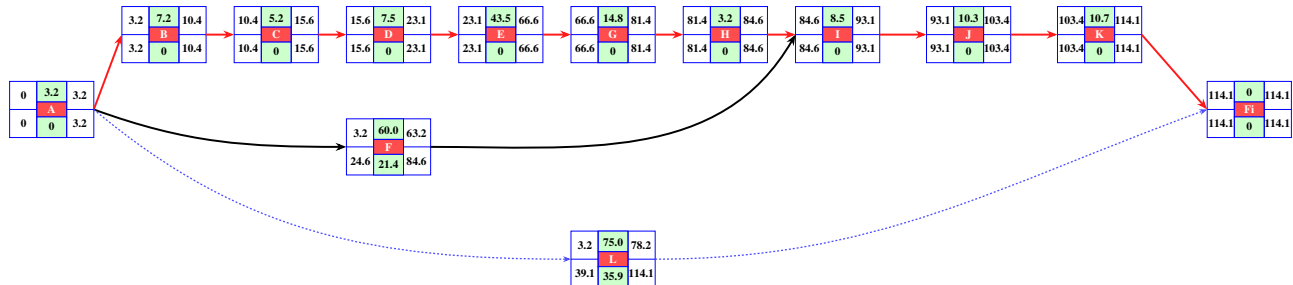 3.2 7.2 10.4
B
3.2 0 10.4
10.4 5.2 15.6
C
10.4 0 15.6
15.6 7.5 23.1
D
15.6 0 23.1
23.1 43.5 66.6
E
23.1 0 66.6
66.6 14.8 81.4
G
66.6 0 81.4
81.4 3.2 84.6
H
81.4 0 84.6
84.6 8.5 93.1
I
84.6 0 93.1
93.1 10.3 103.4
J
93.1 0 103.4
103.4 10.7 114.1
K
103.4 0 114.1
0 3.2 3.2
A
0 0 3.2
114.1 0 114.1
Fi
114.1 0 114.1
3.2 60.0 63.2
F
24.6 21.4 84.6
3.2 75.0 78.2
L
39.1 35.9 114.1